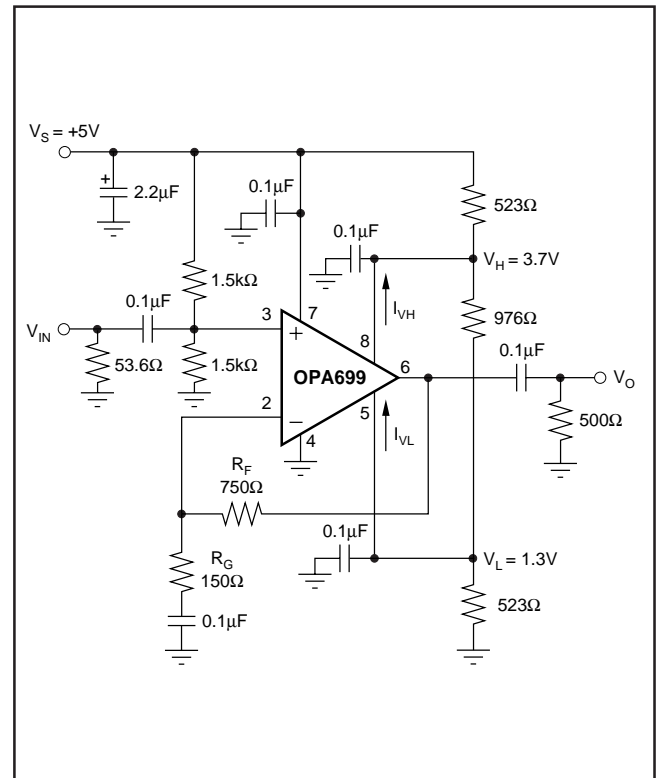 V_S = +5V
2.2µF
0.1µF
0.1µF
523Ω
V_H = 3.7V
1.5kΩ
I_VH
976Ω
0.1µF
V_IN
3
7
8
0.1µF
V_O
53.6Ω
1.5kΩ
+
OPA699
6
2
−
5
4
I_VL
500Ω
R_F
750Ω
0.1µF
V_L = 1.3V
R_G
150Ω
523Ω
0.1µF
+